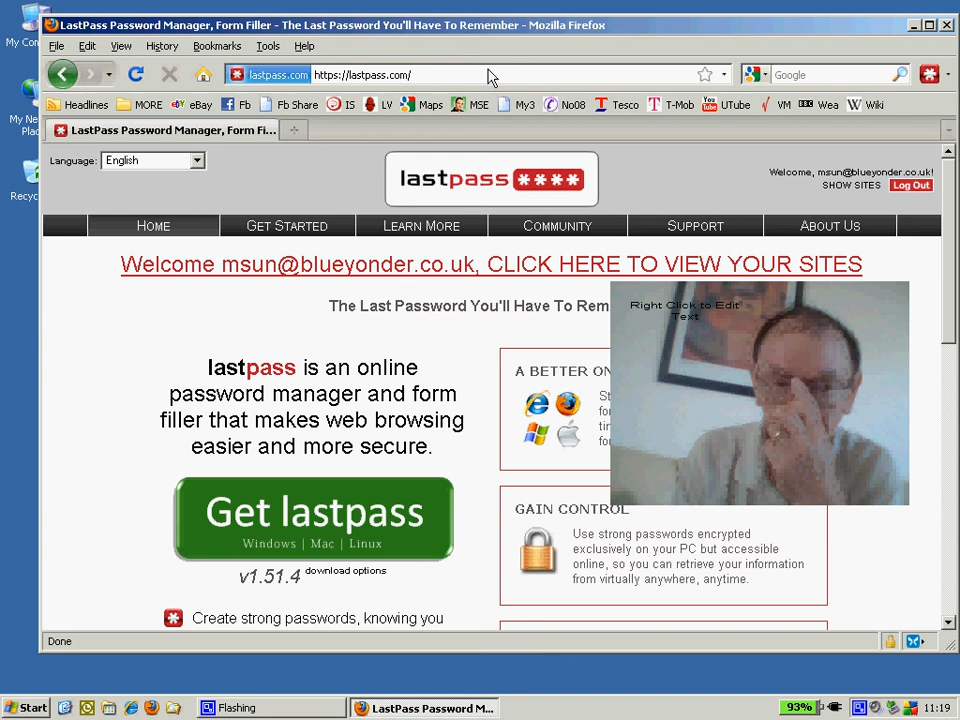 LastPass Password Manager, Form Filler - The Last Password You'll Have To Remember - Mozilla Firefox
File Edit View History Bookmarks Tools Help
lastpass.com https://lastpass.com/
Google
Headlines MORE eBay Fb Fb Share IS LV Maps MSE My3 No08 Tesco T-Mob UTube VM Wea Wiki
LastPass Password Manager, Form Fi...
Language: English
lastpass ****
Welcome, msun@blueyonder.co.uk!
SHOW SITES Log Out
HOME GET STARTED LEARN MORE COMMUNITY SUPPORT ABOUT US
Welcome msun@blueyonder.co.uk, CLICK HERE TO VIEW YOUR SITES
The Last Password You'll Have To Rem
Right Click to Edit
Text
lastpass is an online
password manager and form
filler that makes web browsing
easier and more secure.
A BETTER ON
Get lastpass
Windows | Mac | Linux
v1.51.4 download options
GAIN CONTROL
Use strong passwords encrypted
exclusively on your PC but accessible
online, so you can retrieve your information
from virtually anywhere, anytime.
Create strong passwords, knowing you
Done
My Co
My Ne
Plac
Recyc
Start
Flashing
LastPass Password M...
93%
11:19